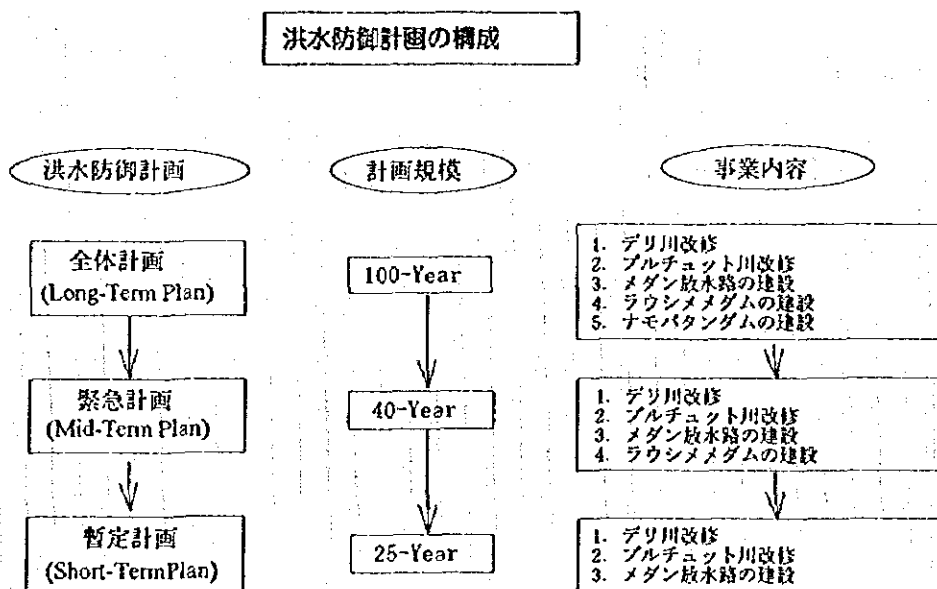 洪水防御計画の構成
洪水防御計画
計画規模
事業内容
全体計画
(Long-Term Plan)
100-Year
1. デリ川改修
2. プルチュット川改修
3. メダン放水路の建設
4. ラウシメメダムの建設
5. ナモバタンダムの建設
緊急計画
(Mid-Term Plan)
40-Year
1. デリ川改修
2. プルチュット川改修
3. メダン放水路の建設
4. ラウシメメダムの建設
暫定計画
(Short-TermPlan)
25-Year
1. デリ川改修
2. プルチュット川改修
3. メダン放水路の建設